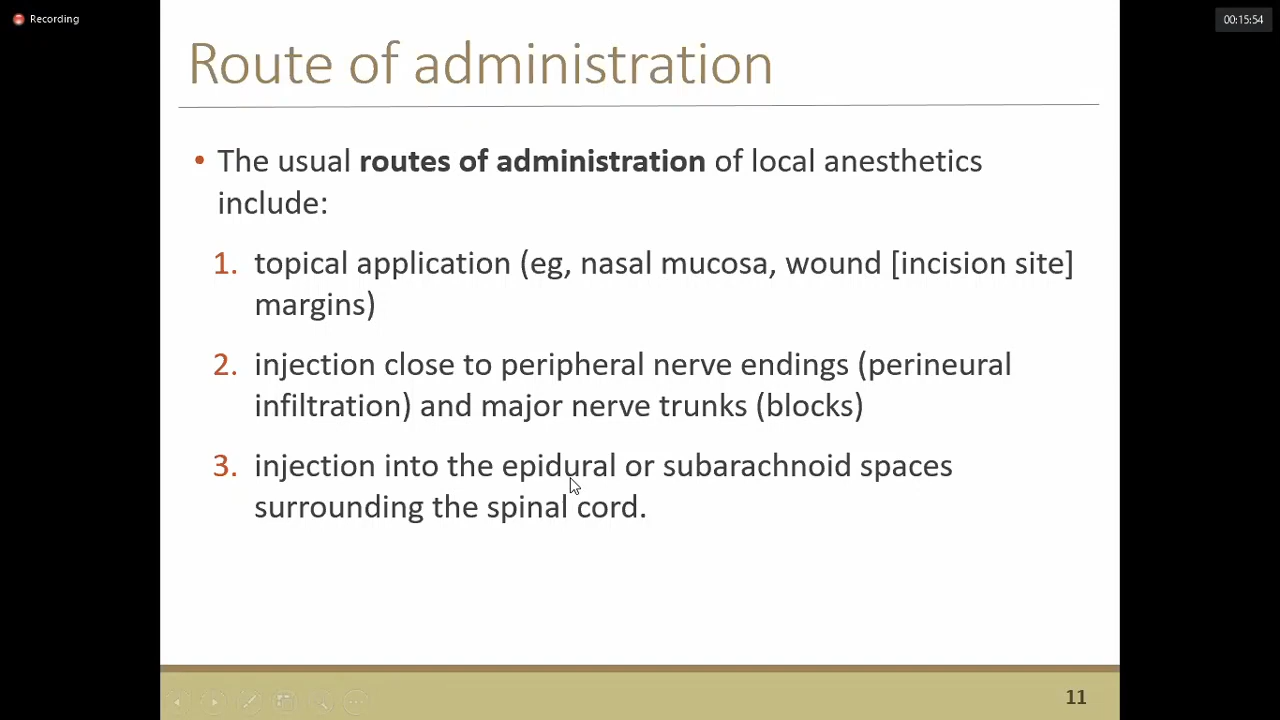 Recording
00:15:54
Route of administration
• The usual routes of administration of local anesthetics
include:
1. topical application (eg, nasal mucosa, wound [incision site]
margins)
2. injection close to peripheral nerve endings (perineural
infiltration) and major nerve trunks (blocks)
3. injection into the epidural or subarachnoid spaces
surrounding the spinal cord.
11